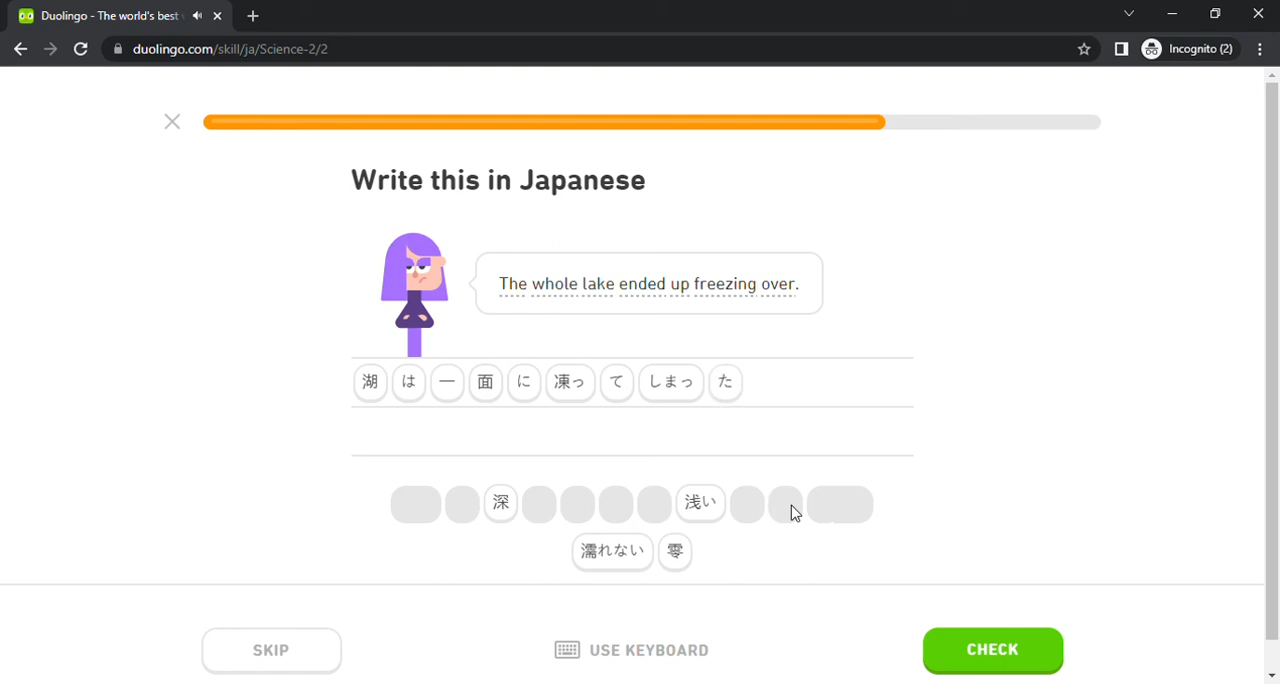 Duolingo - The world's best
duolingo.com/skill/ja/Science-2/2
Incognito (2)
Write this in Japanese
The whole lake ended up freezing over.
湖 は 一 面 に 凍っ て しまっ た
深 浅い
濡れない 零
SKIP USE KEYBOARD CHECK